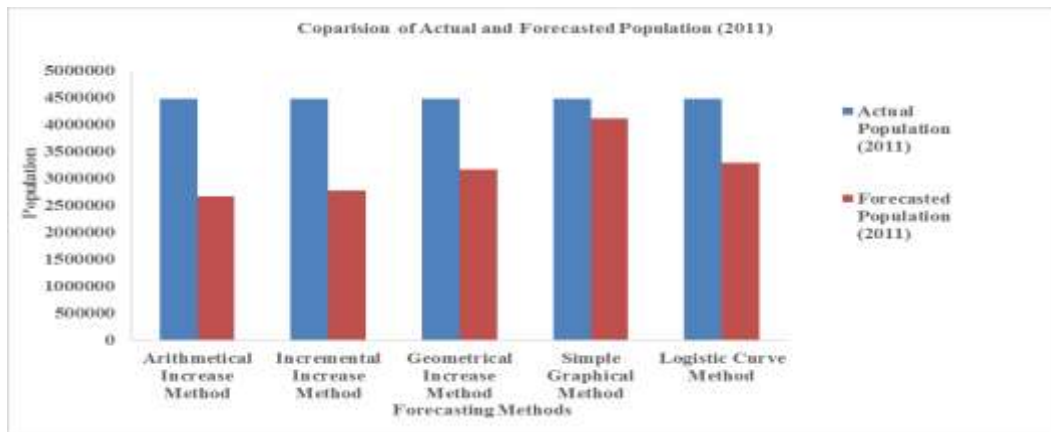 Coparision of Actual and Forecasted Population (2011)
5000000
4500000
4000000
3500000
3000000
2500000
2000000
1500000
1000000
500000
0
Population
Arithmetical
Increase
Method
Incremental
Increase Method
Geometrical
Increase Method
Simple
Graphical
Method
Logistic Curve
Method
Forecasting Methods
Actual
Population
(2011)
Forecasted
Population
(2011)